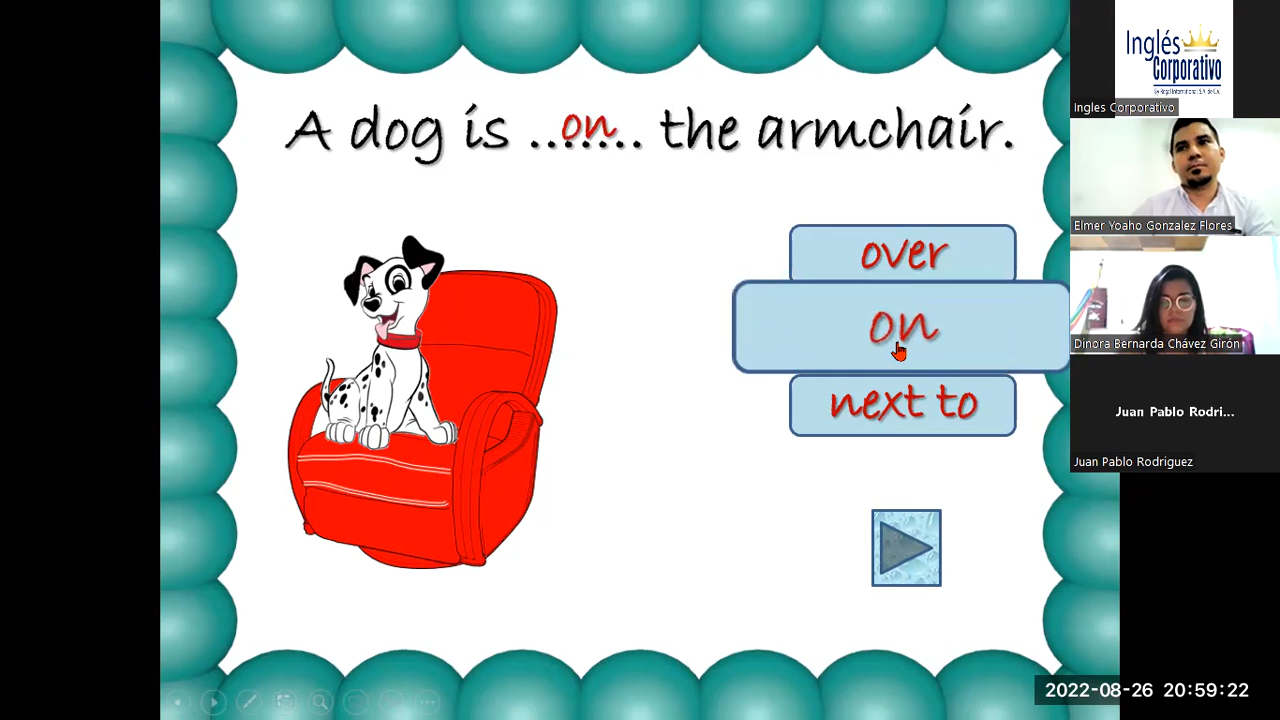 A dog is ....... the armchair.
on
over
on
next to
Inglés
Corporativo
Ingles Corporativo
Elmer Yoaho Gonzalez Flores
Dinora Bernarda Chávez Girón
Juan Pablo Rodri...
Juan Pablo Rodriguez
2022-08-26 20:59:22